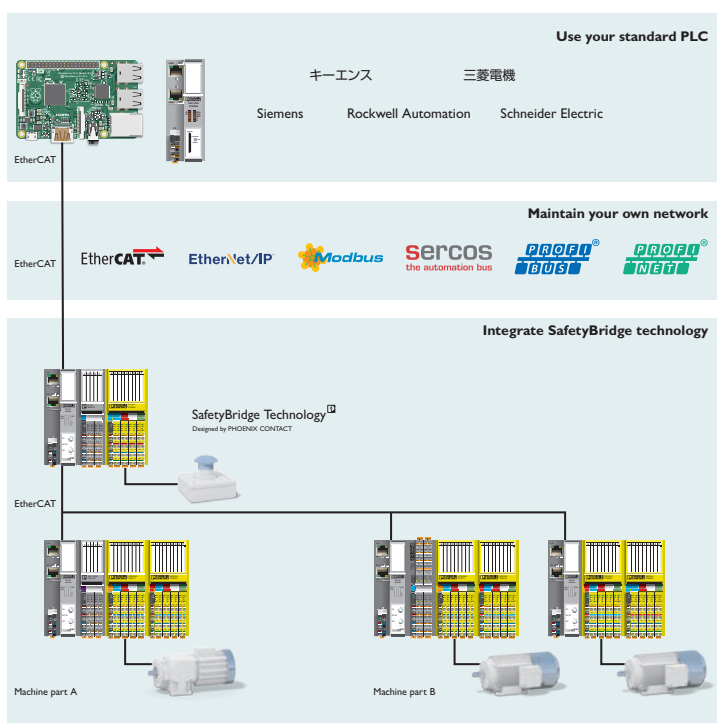 Use your standard PLC
キーエンス 三菱電機
Siemens Rockwell Automation Schneider Electric
EtherCAT
Maintain your own network
EtherCAT
EtherCAT®
EtherNet/IP
Modbus
sercos
the automation bus
PROFI®
BUS
PROFI®
NET
Integrate SafetyBridge technology
SafetyBridge Technology
Designed by PHOENIX CONTACT
EtherCAT
Machine part A
Machine part B